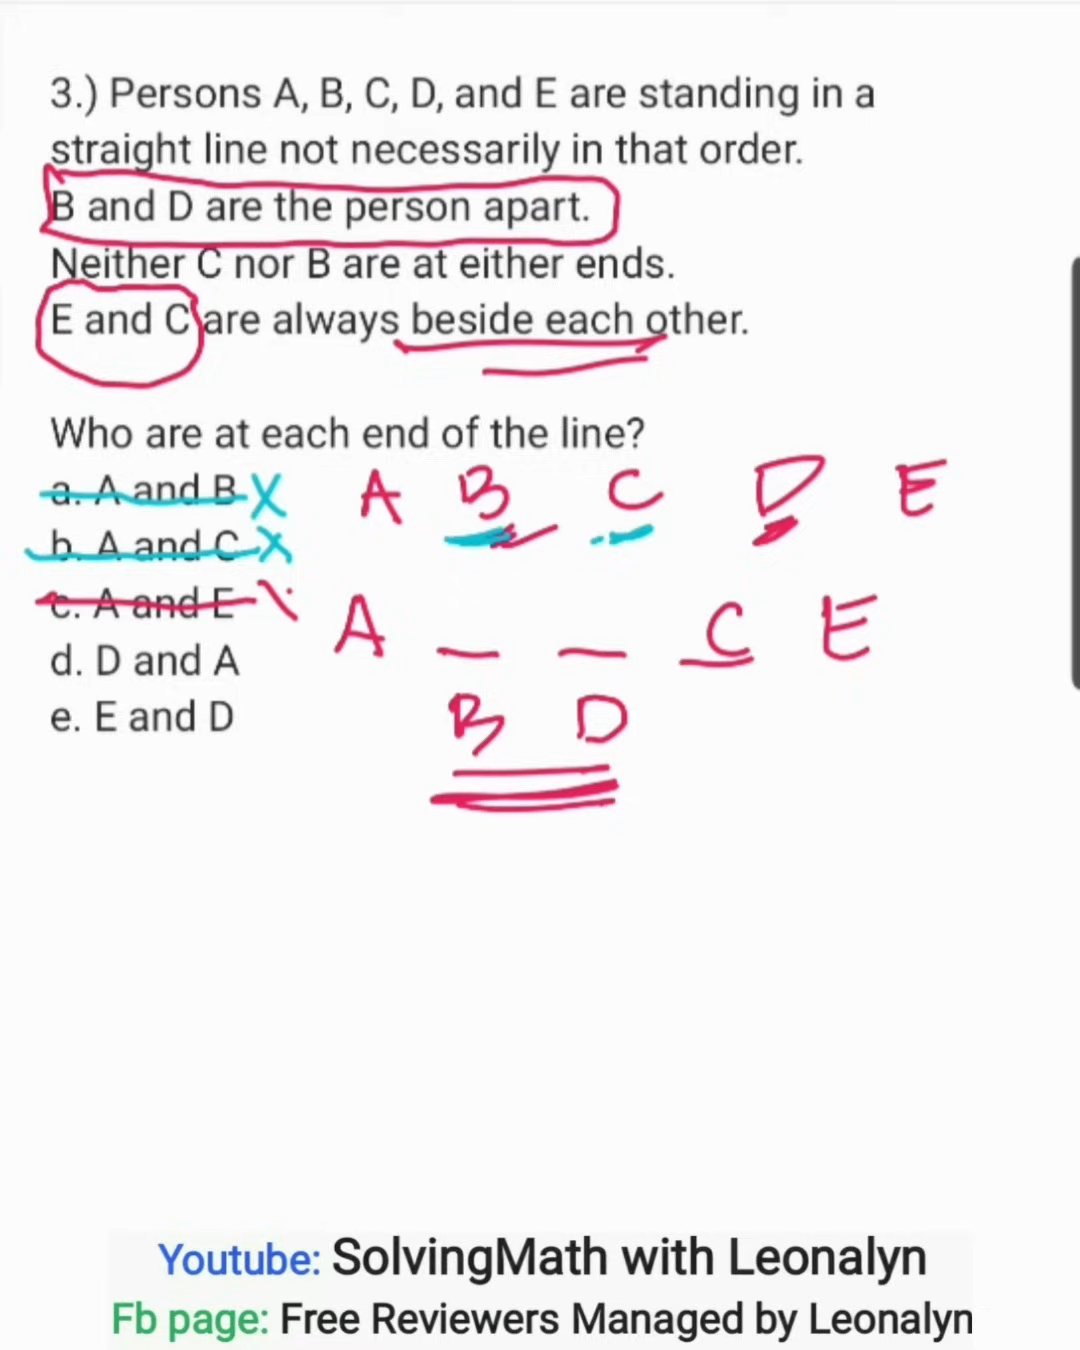 3.) Persons A, B, C, D, and E are standing in a
straight line not necessarily in that order.
B and D are the person apart.
Neither C nor B are at either ends.
E and C are always beside each other.
Who are at each end of the line?
a. A and B X A B C D E
b. A and C X
c. A and E A _ _ C E
d. D and A
e. E and D B D
Youtube: SolvingMath with Leonalyn
Fb page: Free Reviewers Managed by Leonalyn